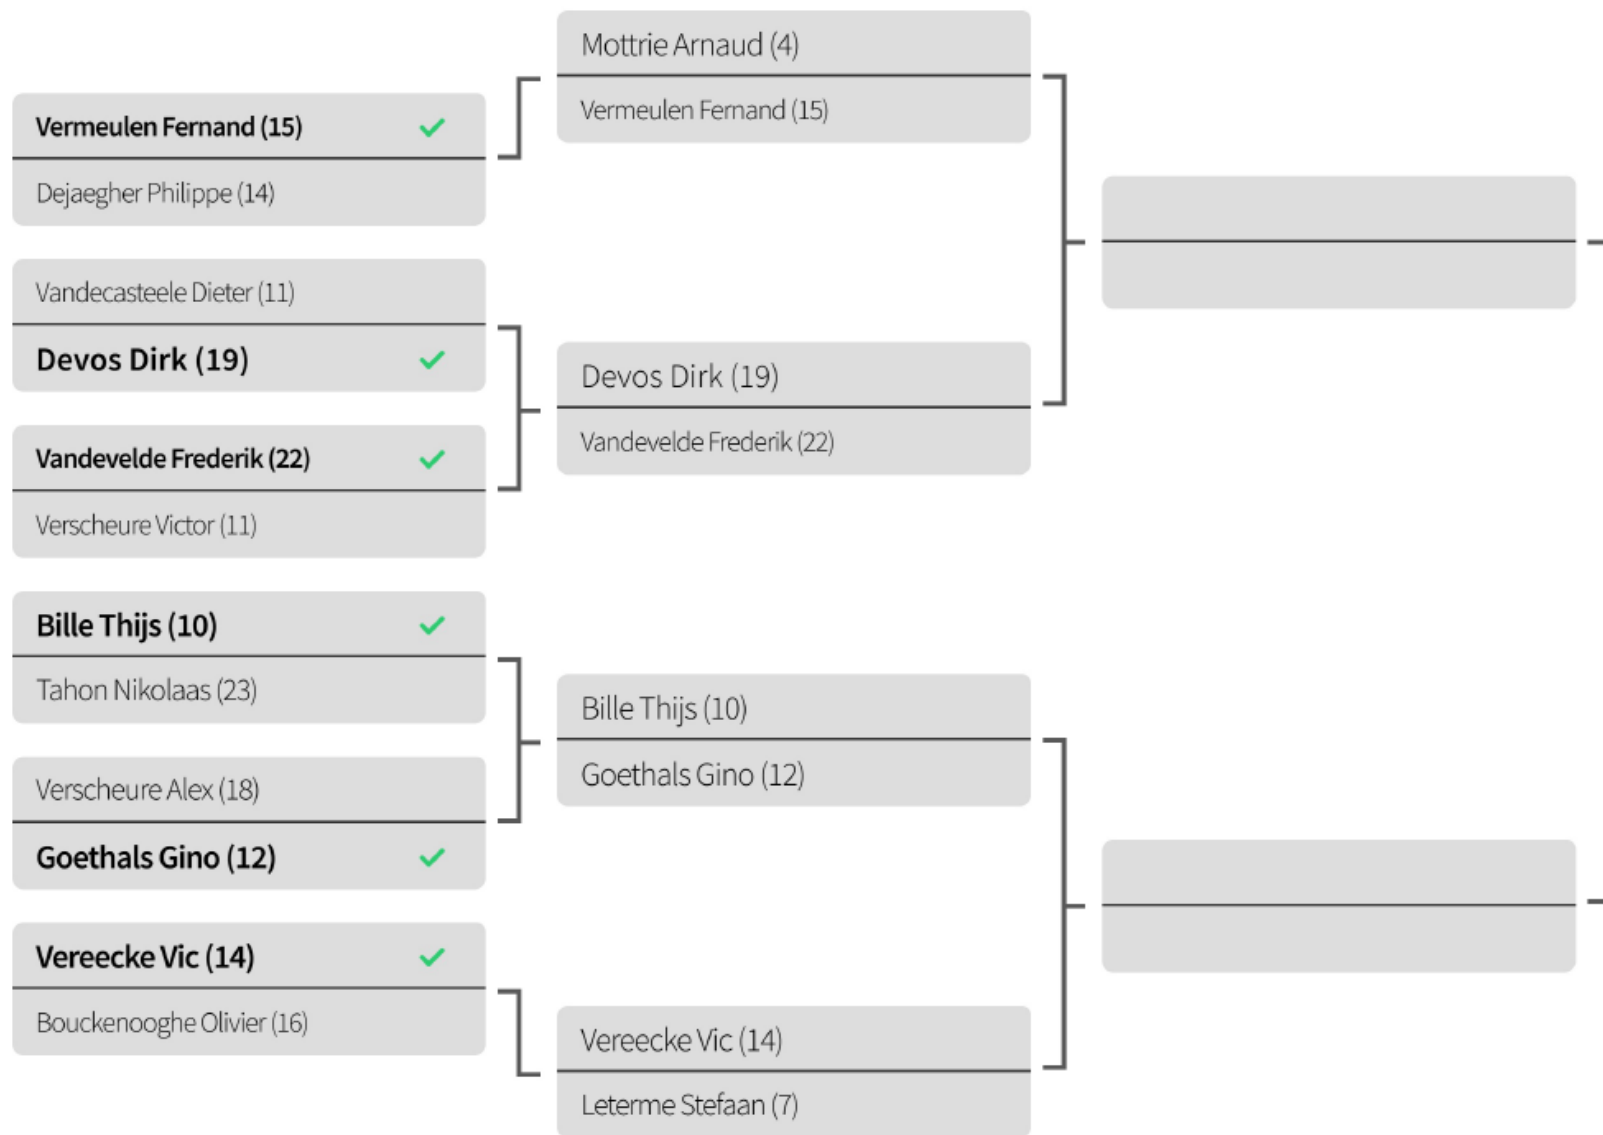 Vermeulen Fernand (15)
Dejaegher Philippe (14)
Vandecasteele Dieter (11)
Devos Dirk (19)
Vandevelde Frederik (22)
Verscheure Victor (11)
Bille Thijs (10)
Tahon Nikolaas (23)
Verscheure Alex (18)
Goethals Gino (12)
Vereecke Vic (14)
Bouckenooghe Olivier (16)
Mottrie Arnaud (4)
Vermeulen Fernand (15)
Devos Dirk (19)
Vandevelde Frederik (22)
Bille Thijs (10)
Goethals Gino (12)
Vereecke Vic (14)
Leterme Stefaan (7)